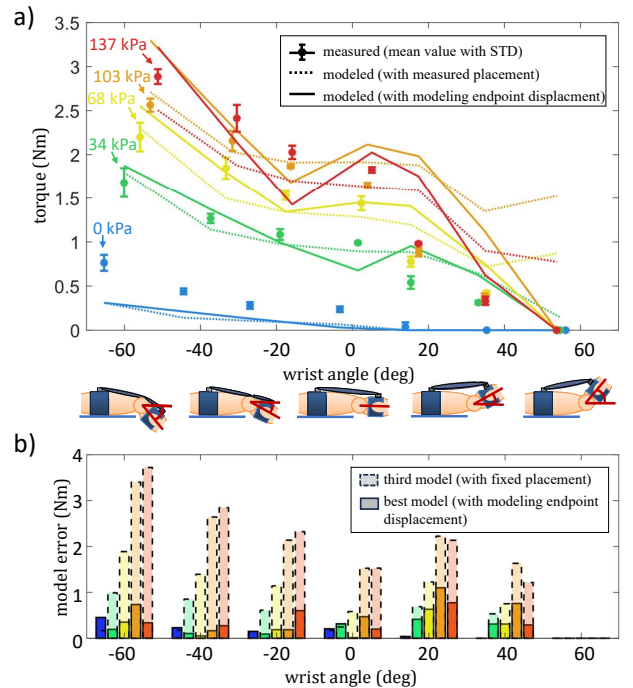 a)
3.5
3
2.5
2
1.5
1
0.5
0
torque (Nm)
137 kPa
103 kPa
68 kPa
34 kPa
0 kPa
measured (mean value with STD)
modeled (with measured placement)
modeled (with modeling endpoint displacment)
-60 -40 -20 0 20 40 60
wrist angle (deg)
b)
4
3
2
1
0
model error (Nm)
third model (with fixed placement)
best model (with modeling endpoint
displacement)
-60 -40 -20 0 20 40 60
wrist angle (deg)